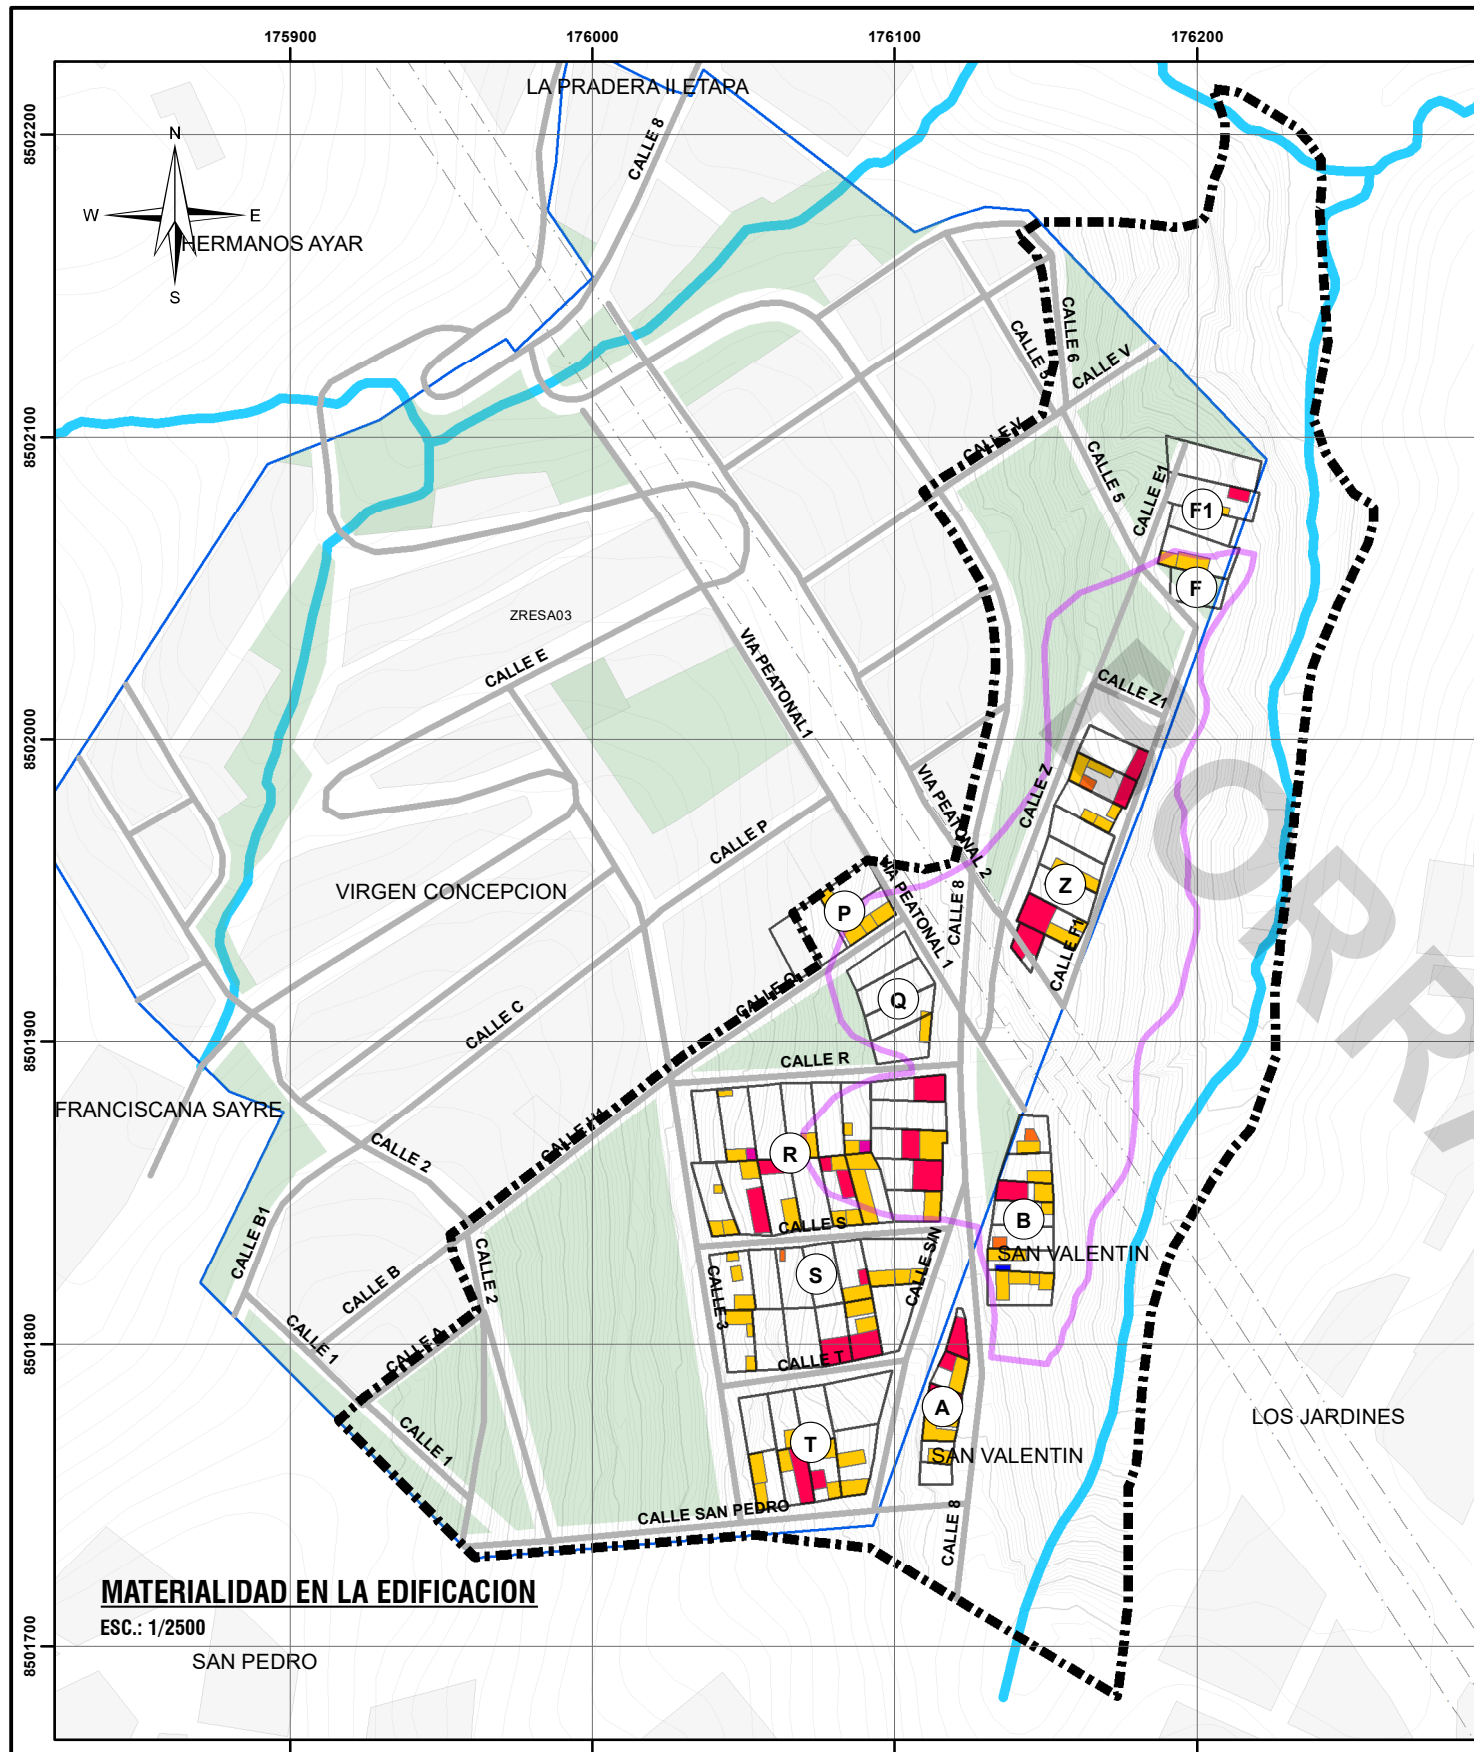 175900 176000 176100 176200
LA PRADERA II ETAPA
8502200
N
W E
S
CALLE 8
HERMANOS AYAR
CALLE 6
CALLE 5
CALLE V
8502100
CALLE V
CALLE 5
CALLE E1
F1
F
ZRESA03
CALLE E
VIA PEATONAL 1
CALLE Z1
8502000
CALLE Z
VIA PEATONAL 2
CALLE P
VIRGEN CONCEPCION
P
VIA PEATONAL 1
CALLE 8
Z
CALLE F1
CALLE Q
Q
CALLE C
8501900
CALLE R
FRANCISCANA SAYRE
CALLE H1
CALLE 2
R
CALLE B1
CALLE S
CALLE S/N
B
SAN VALENTIN
CALLE B
CALLE 2
CALLE 3
S
8501800
CALLE 1
CALLE A
CALLE T
A
LOS JARDINES
CALLE 1
T
SAN VALENTIN
CALLE SAN PEDRO
CALLE 8
MATERIALIDAD EN LA EDIFICACION
ESC.: 1/2500
8501700
SAN PEDRO